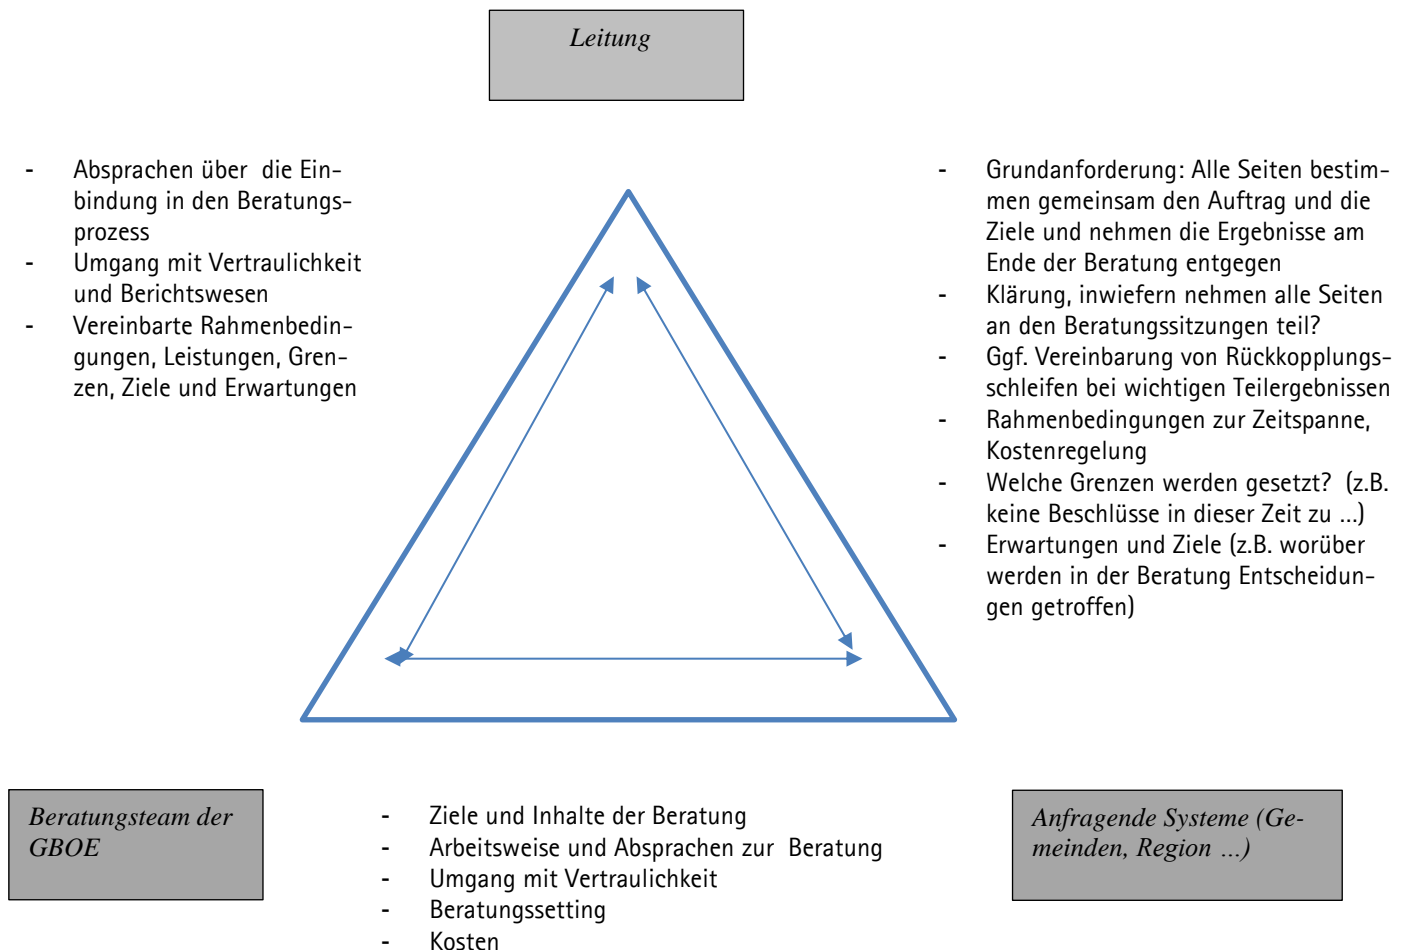 Leitung
- Absprachen über die Ein-
bindung in den Beratungs-
prozess
- Umgang mit Vertraulichkeit
und Berichtswesen
- Vereinbarte Rahmenbedin-
gungen, Leistungen, Gren-
zen, Ziele und Erwartungen
- Grundanforderung: Alle Seiten bestim-
men gemeinsam den Auftrag und die
Ziele und nehmen die Ergebnisse am
Ende der Beratung entgegen
- Klärung, inwiefern nehmen alle Seiten
an den Beratungssitzungen teil?
- Ggf. Vereinbarung von Rückkopplungs-
schleifen bei wichtigen Teilergebnissen
- Rahmenbedingungen zur Zeitspanne,
Kostenregelung
- Welche Grenzen werden gesetzt? (z.B.
keine Beschlüsse in dieser Zeit zu ...)
- Erwartungen und Ziele (z.B. worüber
werden in der Beratung Entscheidun-
gen getroffen)
Beratungsteam der
GBOE
- Ziele und Inhalte der Beratung
- Arbeitsweise und Absprachen zur Beratung
- Umgang mit Vertraulichkeit
- Beratungssetting
- Kosten
Anfragende Systeme (Ge-
meinden, Region ...)